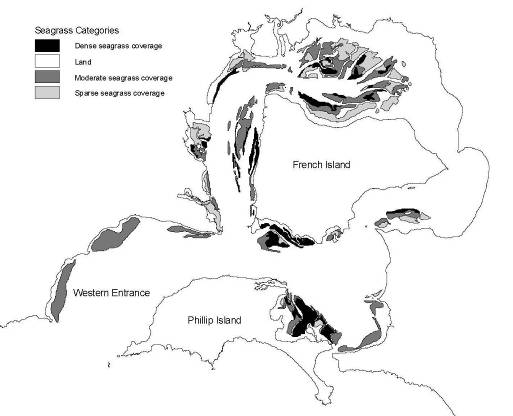 Seagrass Categories
Dense seagrass coverage
Land
Moderate seagrass coverage
Sparse seagrass coverage
French Island
Western Entrance
Phillip Island